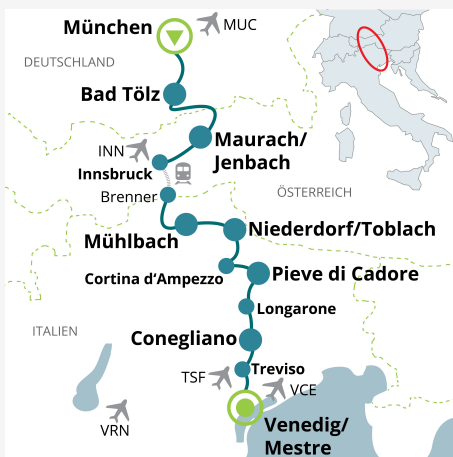 München
MUC
DEUTSCHLAND
Bad Tölz
Maurach/
Jenbach
INN
Innsbruck
Brenner
ÖSTERREICH
Mühlbach
Niederdorf/Toblach
Cortina d‘Ampezzo
Pieve di Cadore
Longarone
ITALIEN
Conegliano
Treviso
TSF
VCE
VRN
Venedig/
Mestre